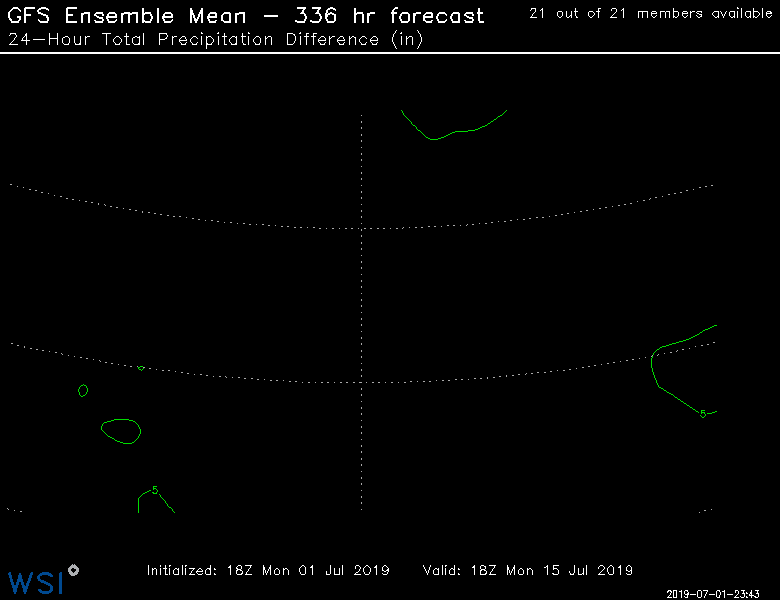 GFS Ensemble Mean – 336 hr forecast
21 out of 21 members available
24–Hour Total Precipitation Difference (in)
5
5
Initialized: 18Z Mon 01 Jul 2019
Valid: 18Z Mon 15 Jul 2019
WSI
2019-07-01-23:43